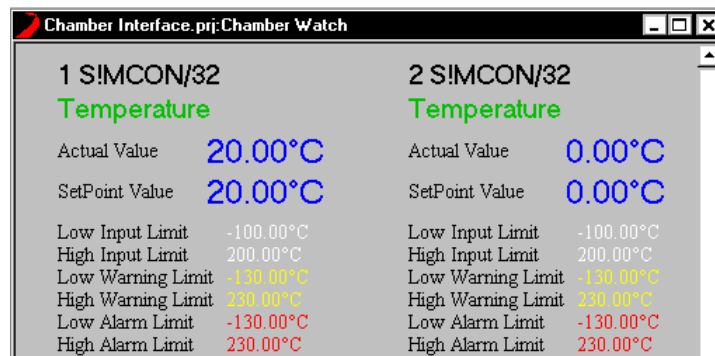 Chamber Interface.prj:Chamber Watch
1 S!MCON/32
Temperature
Actual Value 20.00°C
SetPoint Value 20.00°C
Low Input Limit -100.00°C
High Input Limit 200.00°C
Low Warning Limit -130.00°C
High Warning Limit 230.00°C
Low Alarm Limit -130.00°C
High Alarm Limit 230.00°C
2 S!MCON/32
Temperature
Actual Value 0.00°C
SetPoint Value 0.00°C
Low Input Limit -100.00°C
High Input Limit 200.00°C
Low Warning Limit -130.00°C
High Warning Limit 230.00°C
Low Alarm Limit -130.00°C
High Alarm Limit 230.00°C